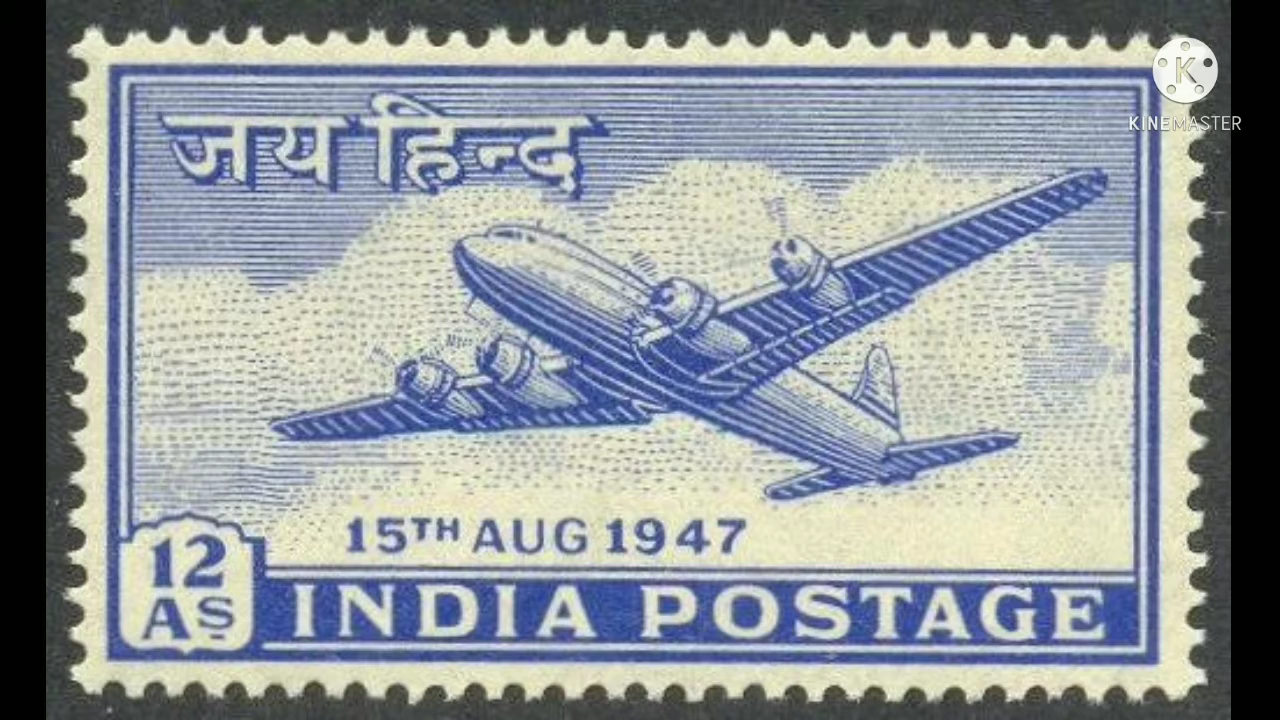 जय हिन्द
K
KINEMASTER
15TH AUG 1947
12
AS
INDIA POSTAGE